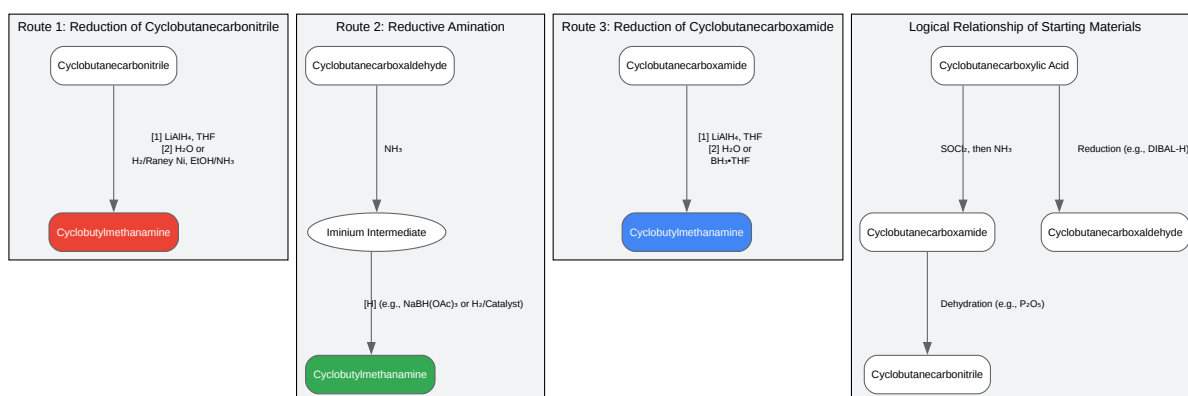 Route 1: Reduction of Cyclobutanecarbonitrile
Cyclobutanecarbonitrile
[1] LiAlH₄, THF
[2] H₂O or
H₂/Raney Ni, EtOH/NH₃
Cyclobutylmethanamine
Route 2: Reductive Amination
Cyclobutanecarboxaldehyde
NH₃
Iminium Intermediate
[H] (e.g., NaBH(OAc)₃ or H₂/Catalyst)
Cyclobutylmethanamine
Route 3: Reduction of Cyclobutanecarboxamide
Cyclobutanecarboxamide
[1] LiAlH₄, THF
[2] H₂O or
BH₃•THF
Cyclobutylmethanamine
Logical Relationship of Starting Materials
Cyclobutanecarboxylic Acid
SOCl₂, then NH₃
Reduction (e.g., DIBAL-H)
Cyclobutanecarboxamide
Cyclobutanecarboxaldehyde
Dehydration (e.g., P₂O₅)
Cyclobutanecarbonitrile